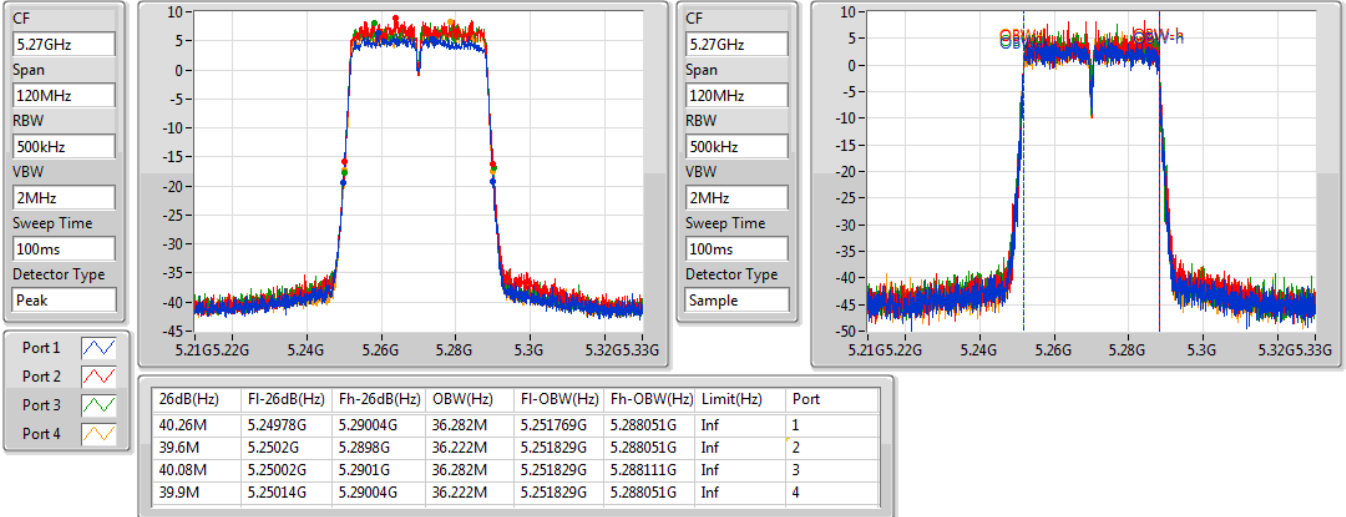 CF
5.27GHz
Span
120MHz
RBW
500kHz
VBW
2MHz
Sweep Time
100ms
Detector Type
Peak
10
5
0
-5
-10
-15
-20
-25
-30
-35
-40
-45
5.21G 5.22G 5.24G 5.26G 5.28G 5.3G 5.32G 5.33G
CF
5.27GHz
Span
120MHz
RBW
500kHz
VBW
2MHz
Sweep Time
100ms
Detector Type
Sample
10
5
0
-5
-10
-15
-20
-25
-30
-35
-40
-45
-50
OBW-h
5.21G 5.22G 5.24G 5.26G 5.28G 5.3G 5.32G 5.33G
Port 1
Port 2
Port 3
Port 4
26dB(Hz) Fl-26dB(Hz) Fh-26dB(Hz) OBW(Hz) Fl-OBW(Hz) Fh-OBW(Hz) Limit(Hz) Port
40.26M 5.24978G 5.29004G 36.282M 5.251769G 5.288051G Inf 1
39.6M 5.2502G 5.2898G 36.222M 5.251829G 5.288051G Inf 2
40.08M 5.25002G 5.2901G 36.282M 5.251829G 5.288111G Inf 3
39.9M 5.25014G 5.29004G 36.222M 5.251829G 5.288051G Inf 4